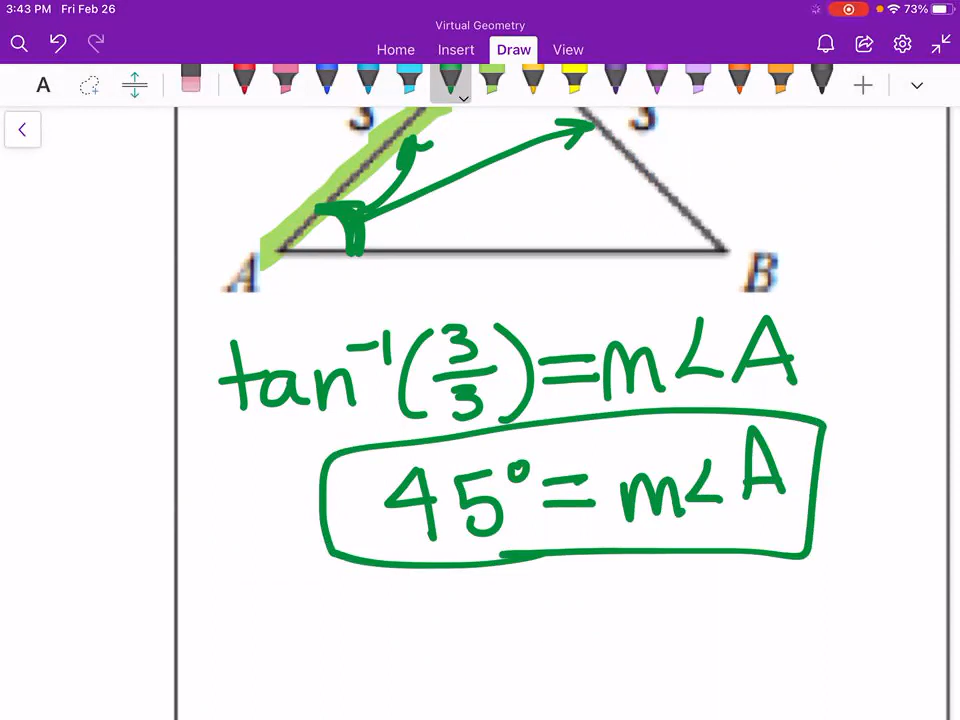 3:43 PM Fri Feb 26 73%
Virtual Geometry
Home Insert Draw View
A
3 3
A B
tan⁻¹(3/3) = m∠A
45° = m∠A